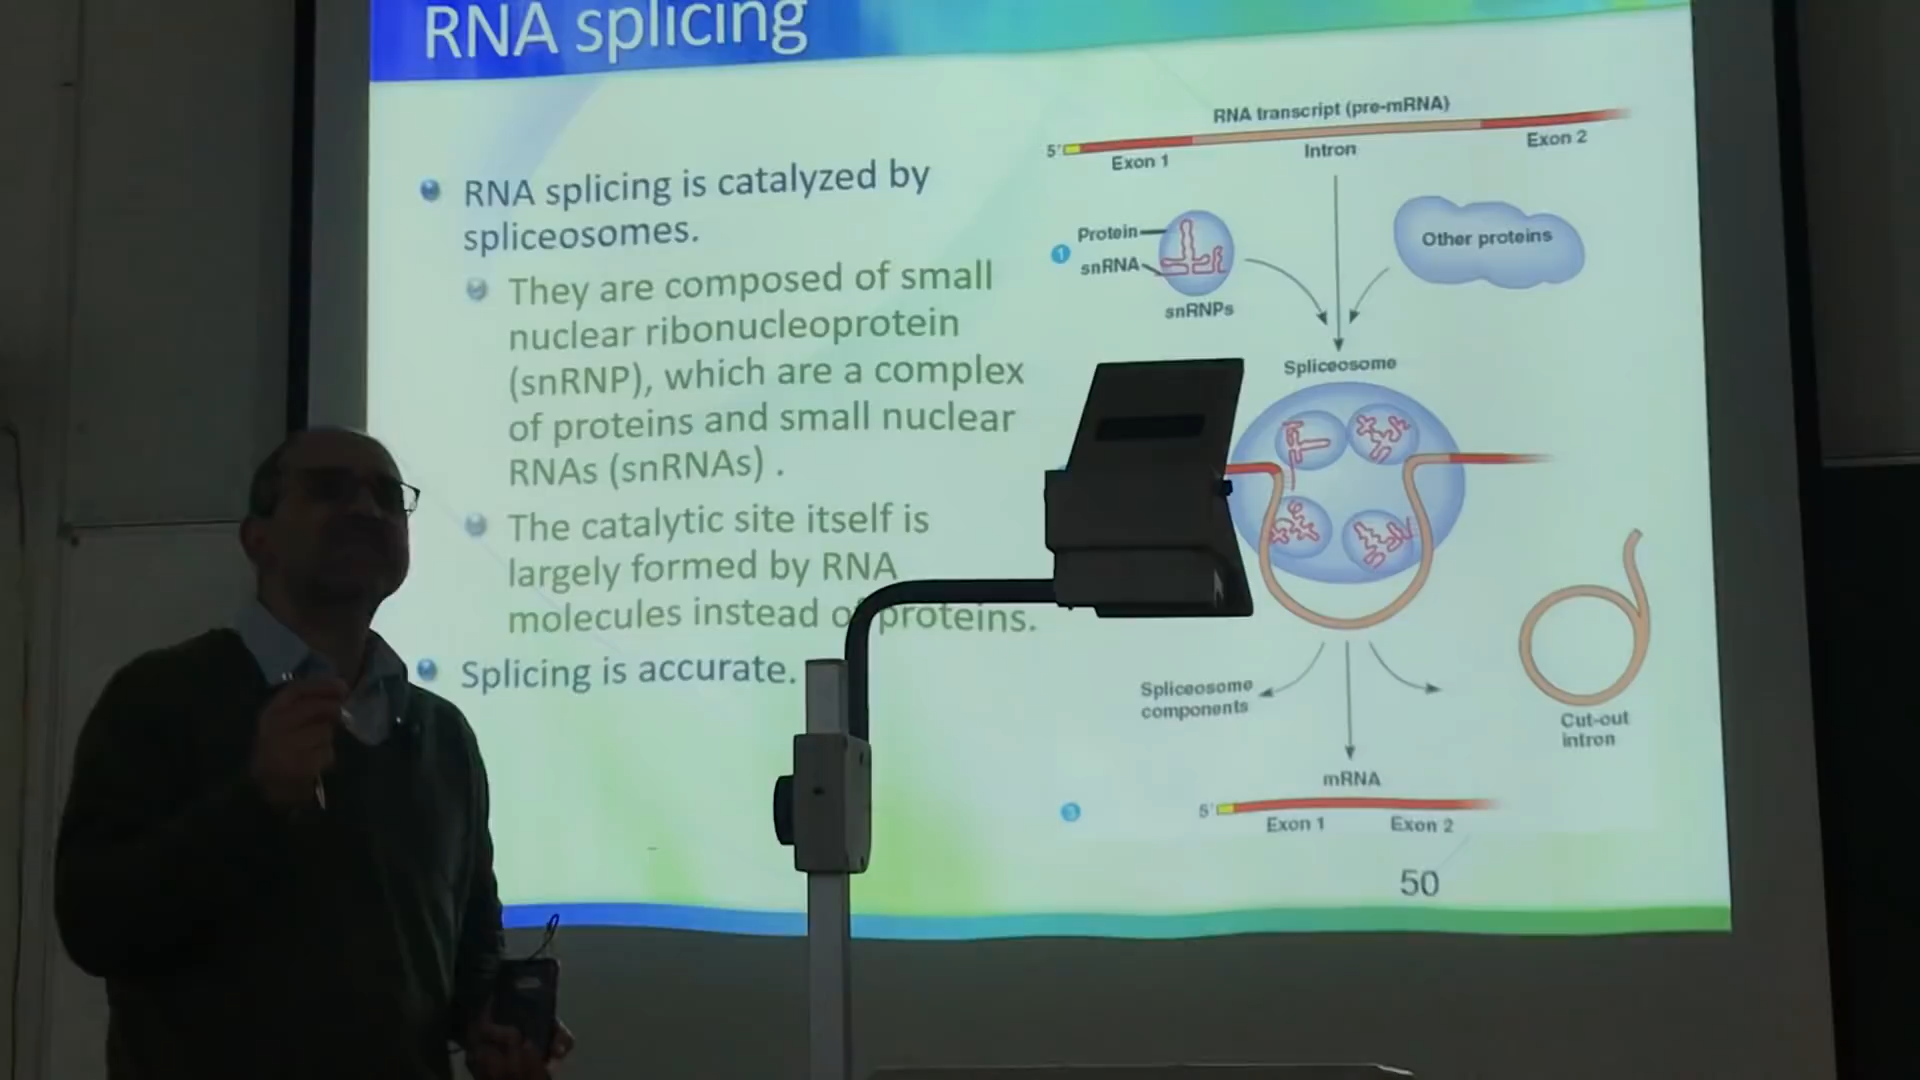 RNA splicing
RNA splicing is catalyzed by
spliceosomes.
They are composed of small
nuclear ribonucleoprotein
(snRNP), which are a complex
of proteins and small nuclear
RNAs (snRNAs) .
The catalytic site itself is
largely formed by RNA
molecules instead of proteins.
Splicing is accurate.
RNA transcript (pre-mRNA)
5'
Exon 1
Intron
Exon 2
1
Protein
snRNA
snRNPs
Other proteins
Spliceosome
Spliceosome
components
Cut-out
intron
mRNA
3
5'
Exon 1
Exon 2
50